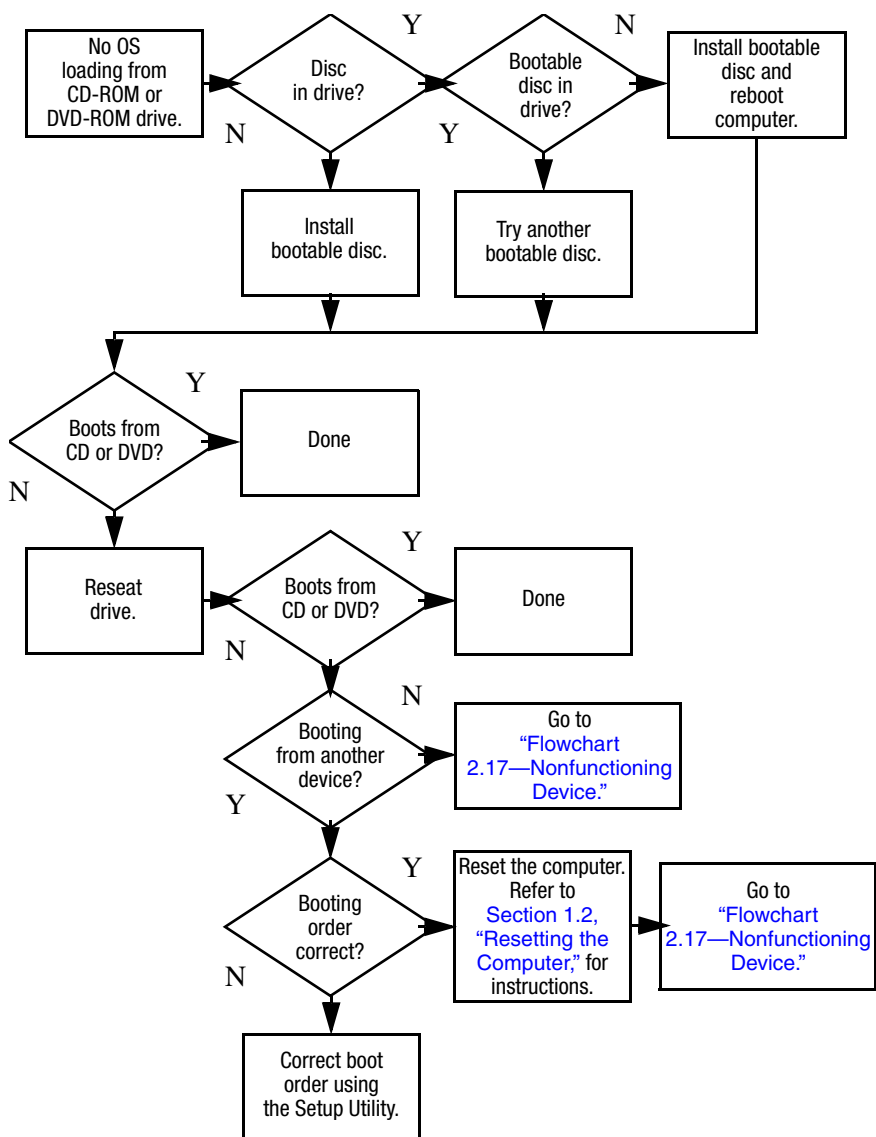 Y
N
No OS
loading from
CD-ROM or
DVD-ROM drive.
Disc
in drive?
Bootable
disc in
drive?
Install bootable
disc and
reboot
computer.
N
Y
Install
bootable disc.
Try another
bootable disc.
Y
Boots from
CD or DVD?
Done
N
Y
Reseat
drive.
Boots from
CD or DVD?
Done
N
N
Booting
from another
device?
Go to
“Flowchart
2.17—Nonfunctioning
Device.”
Y
Y
Booting
order
correct?
Reset the computer.
Refer to
Section 1.2,
“Resetting the
Computer,” for
instructions.
Go to
“Flowchart
2.17—Nonfunctioning
Device.”
N
Correct boot
order using
the Setup Utility.